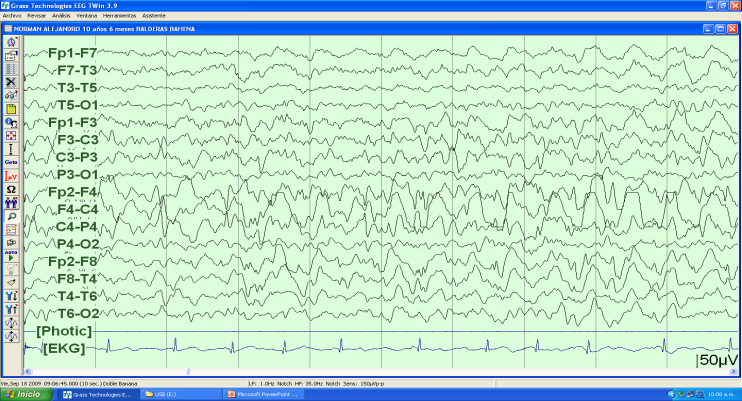 Grass Technologies EEG TWin 3.9
Archivo Revisar Análisis Ventana Herramientas Asistente
NORMAN ALEJANDRO 10 años 6 meses BALDERAS BAHENA
Fp1-F7
F7-T3
T3-T5
T5-O1
Fp1-F3
F3-C3
C3-P3
P3-O1
Fp2-F4
F4-C4
C4-P4
P4-O2
Fp2-F8
F8-T4
T4-T6
T6-O2
[Photic]
[EKG]
50µV
Gain
µV
Ω
Vie,Sep 18 2009 09:06:45.000 (10 sec.) Doble Banana
LF: 1.0Hz Notch HF: 35.0Hz Notch Sens: 150µVp-p
Inicio
Grass Technologies E...
USB (E:)
Microsoft PowerPoint ...
10:08 a.m.